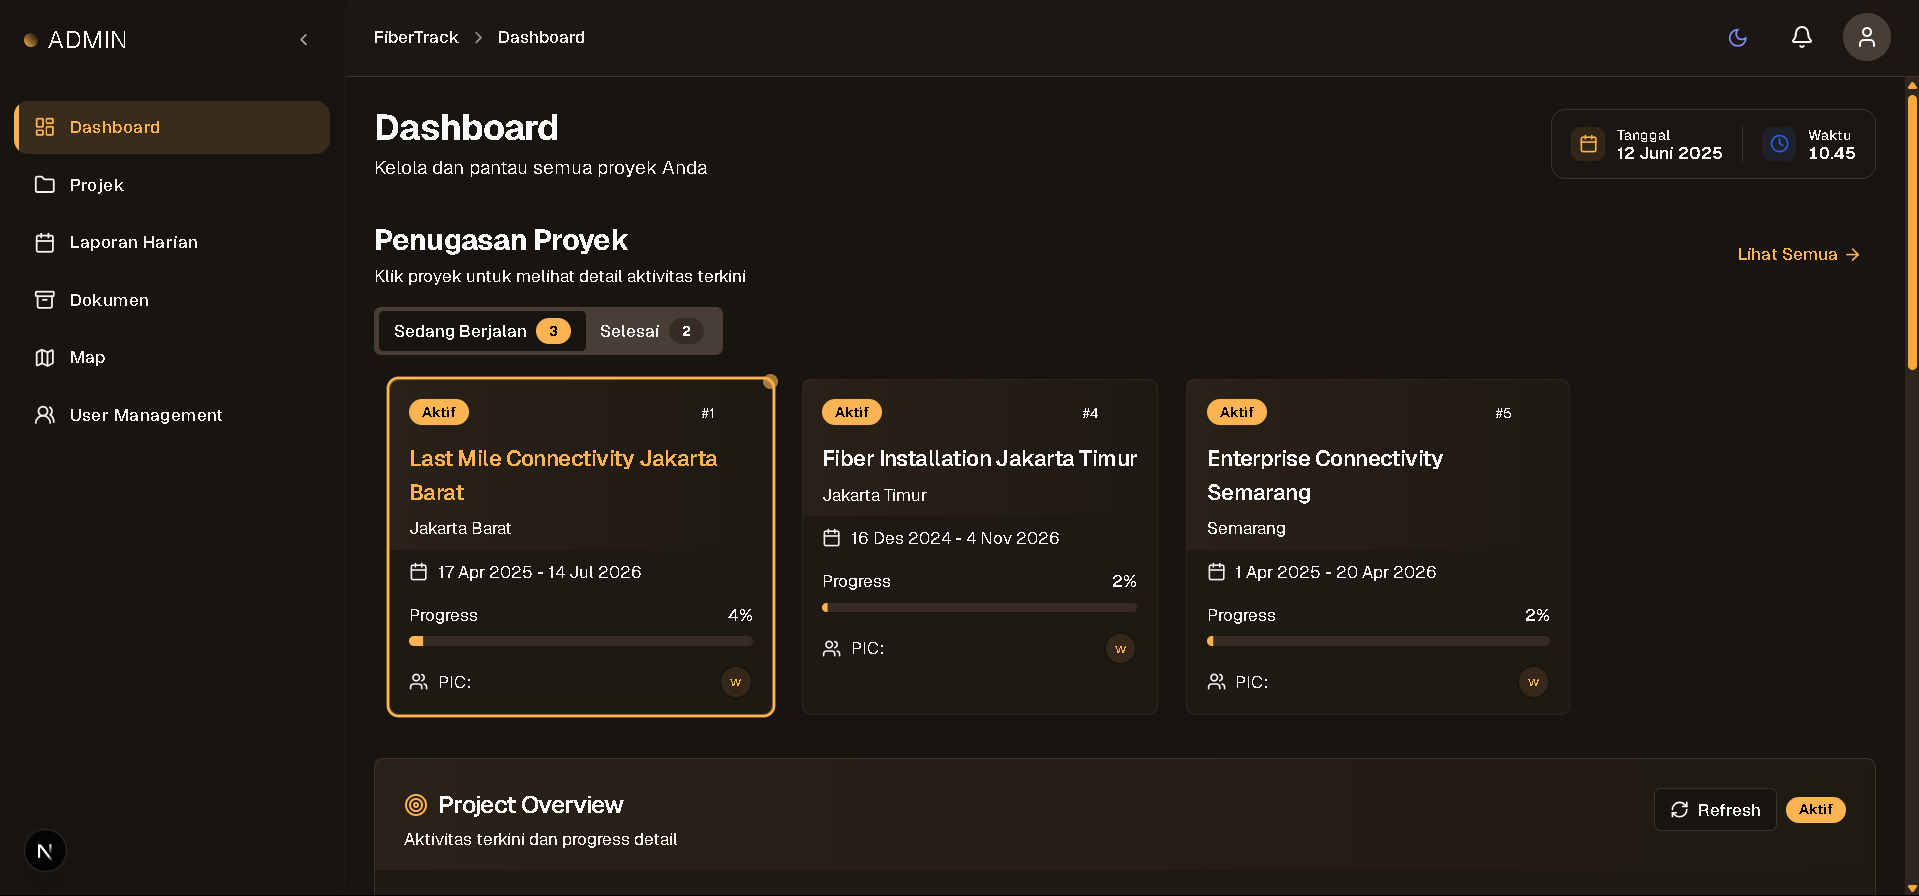 ADMIN
FiberTrack > Dashboard
Dashboard
Projek
Laporan Harian
Dokumen
Map
User Management
Dashboard
Kelola dan pantau semua proyek Anda
Tanggal
12 Juni 2025
Waktu
10.45
Penugasan Proyek
Klik proyek untuk melihat detail aktivitas terkini
Lihat Semua →
Sedang Berjalan 3
Selesai 2
Aktif #1
Last Mile Connectivity Jakarta
Barat
Jakarta Barat
17 Apr 2025 - 14 Jul 2026
Progress 4%
PIC: W
Aktif #4
Fiber Installation Jakarta Timur
Jakarta Timur
16 Des 2024 - 4 Nov 2026
Progress 2%
PIC: W
Aktif #5
Enterprise Connectivity
Semarang
Semarang
1 Apr 2025 - 20 Apr 2026
Progress 2%
PIC: W
Project Overview
Aktivitas terkini dan progress detail
Refresh
Aktif
N